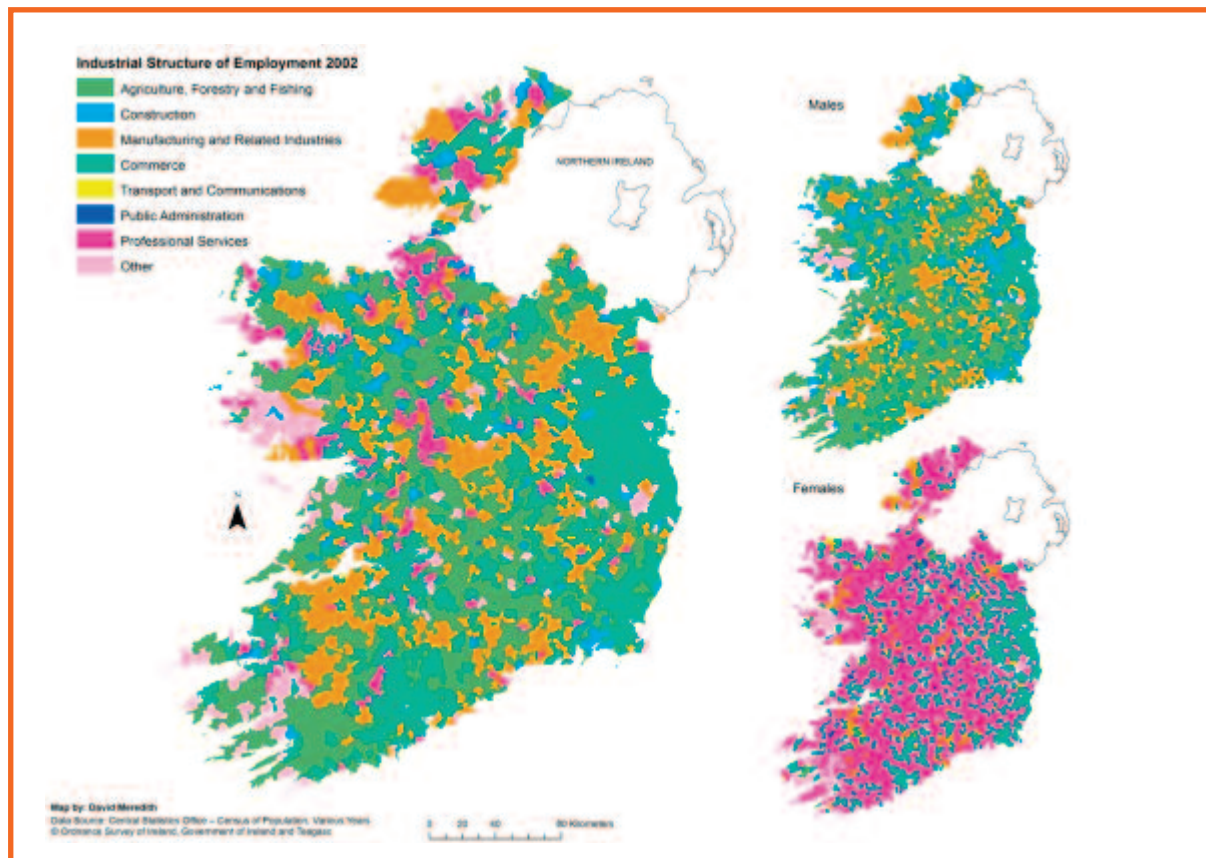 Industrial Structure of Employment 2002
Agriculture, Forestry and Fishing
Construction
Manufacturing and Related Industries
Commerce
Transport and Communications
Public Administration
Professional Services
Other
NORTHERN IRELAND
Males
Females
N
Map by: David Meredith
Data Source: Central Statistics Office – Census of Population, Various Years
© Ordnance Survey of Ireland, Government of Ireland and Teagasc
0 20 40 80 Kilometers